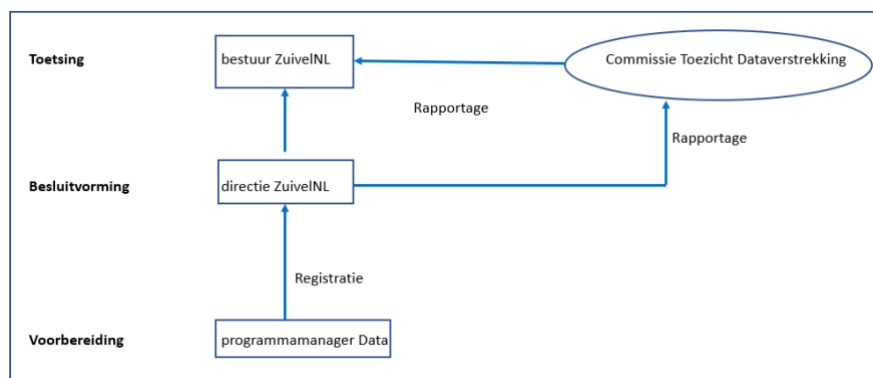 Toetsing
bestuur ZuivelNL
Commissie Toezicht Dataverstrekking
Rapportage
Rapportage
Besluitvorming
directie ZuivelNL
Registratie
Voorbereiding
programmamanager Data